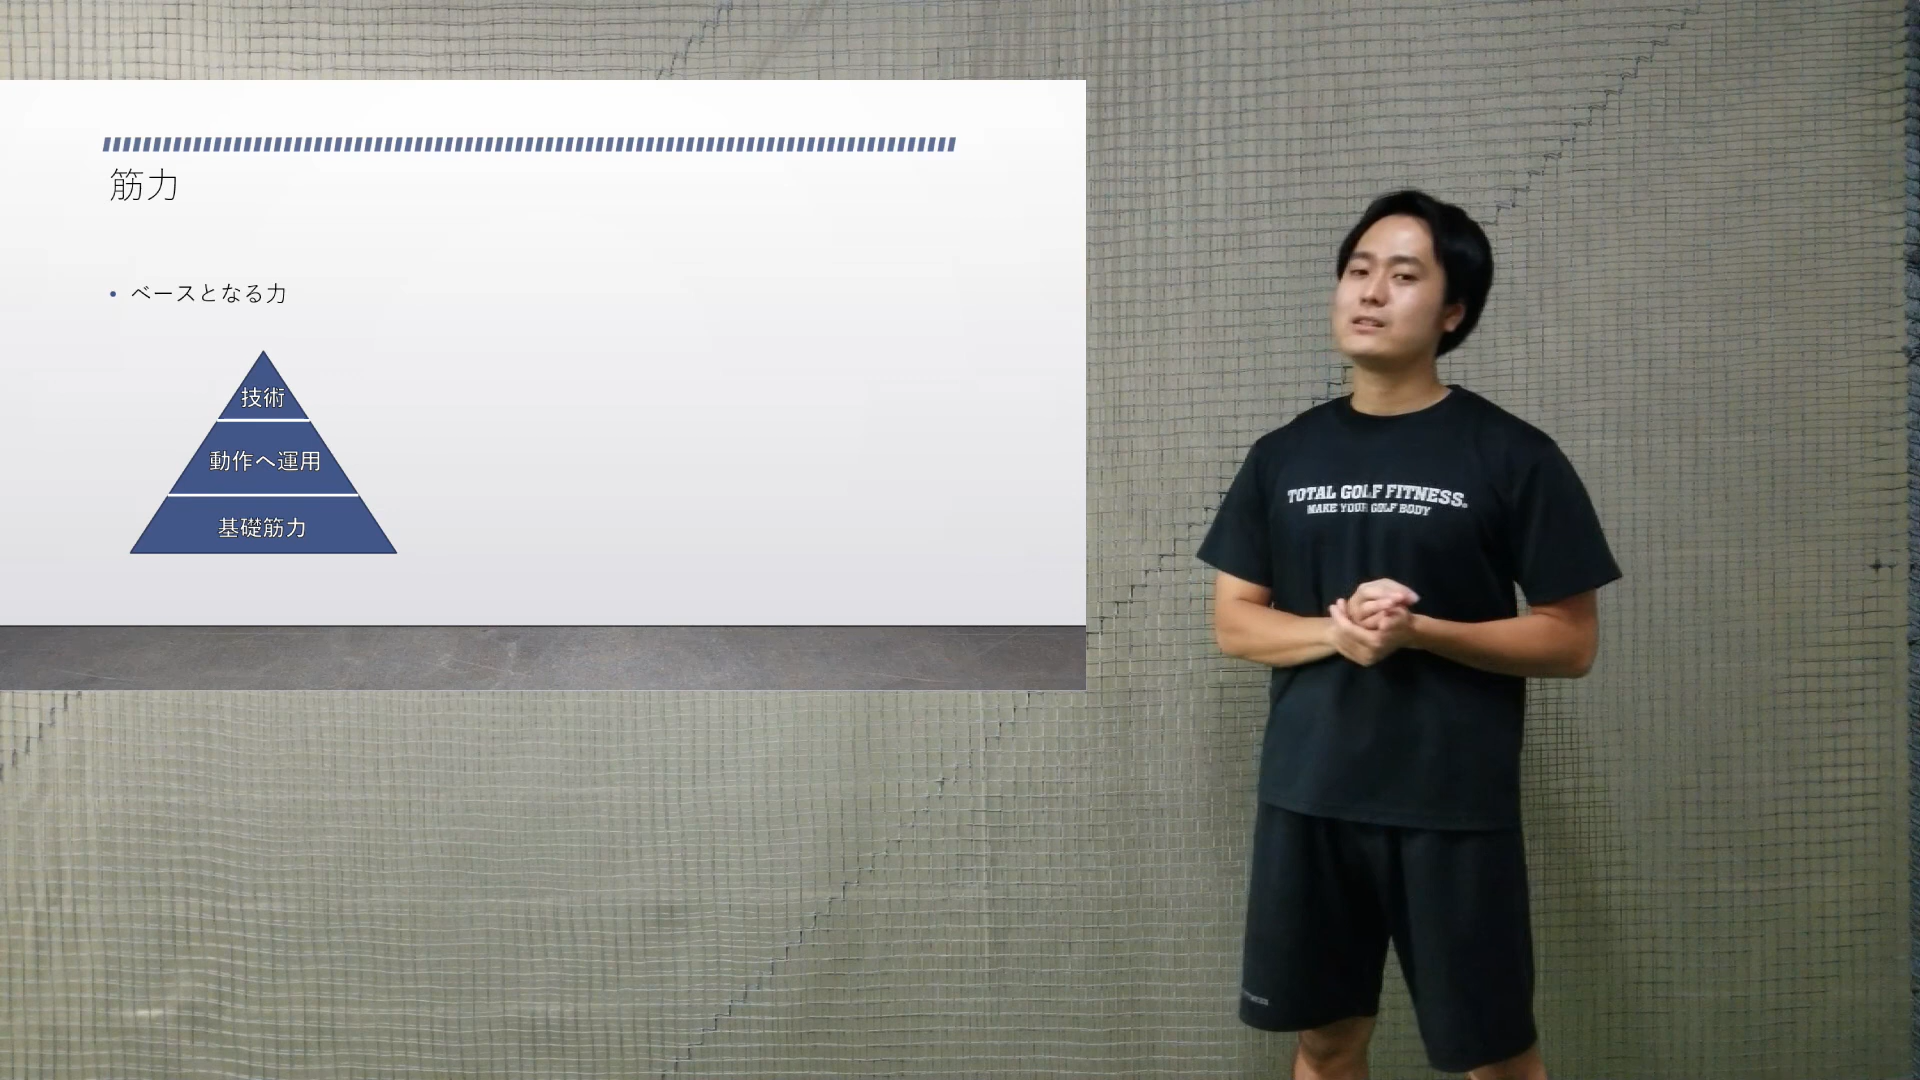 筋力
• ベースとなる力
技術
動作へ運用
基礎筋力
TOTAL GOLF FITNESS.
MAKE YOUR GOLF BODY